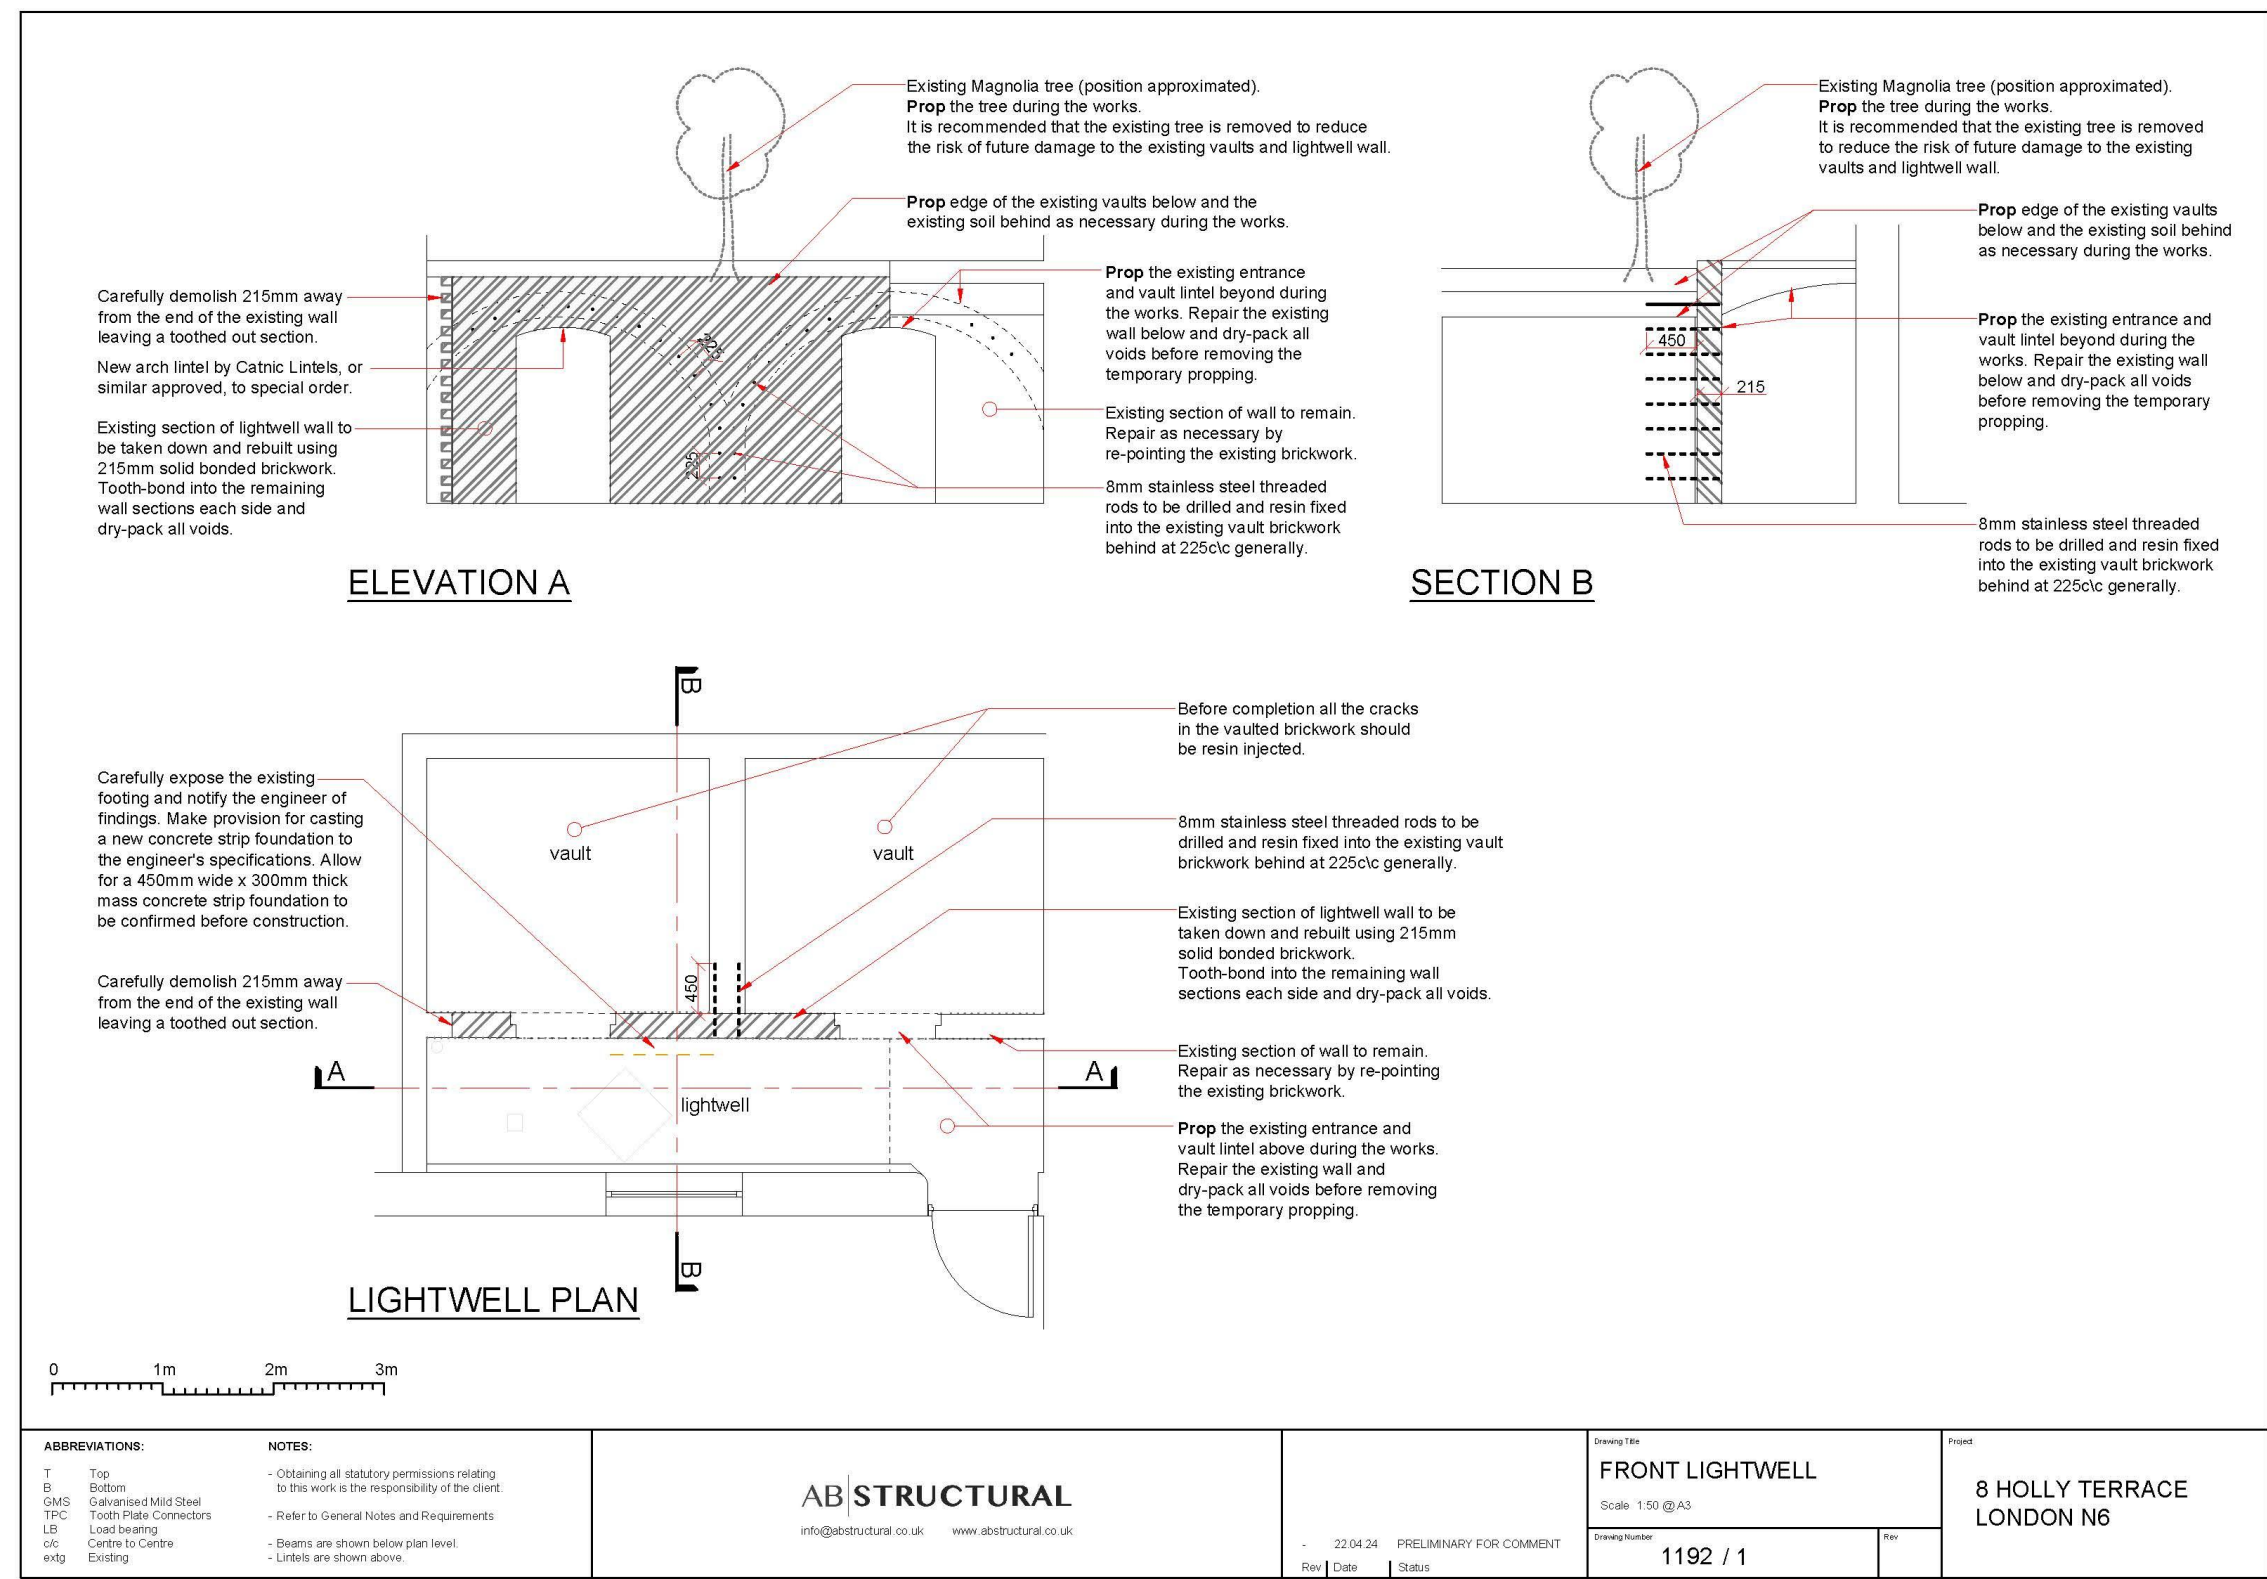 Existing Magnolia tree (position approximated).
Prop the tree during the works.
It is recommended that the existing tree is removed to reduce
the risk of future damage to the existing vaults and lightwell wall.
Prop edge of the existing vaults below and the
existing soil behind as necessary during the works.
Prop the existing entrance
and vault lintel beyond during
the works. Repair the existing
wall below and dry-pack all
voids before removing the
temporary propping.
Existing section of wall to remain.
Repair as necessary by
re-pointing the existing brickwork.
8mm stainless steel threaded
rods to be drilled and resin fixed
into the existing vault brickwork
behind at 225c\c generally.
Carefully demolish 215mm away
from the end of the existing wall
leaving a toothed out section.
New arch lintel by Catnic Lintels, or
similar approved, to special order.
Existing section of lightwell wall to
be taken down and rebuilt using
215mm solid bonded brickwork.
Tooth-bond into the remaining
wall sections each side and
dry-pack all voids.
225
225
ELEVATION A
Existing Magnolia tree (position approximated).
Prop the tree during the works.
It is recommended that the existing tree is removed
to reduce the risk of future damage to the existing
vaults and lightwell wall.
Prop edge of the existing vaults
below and the existing soil behind
as necessary during the works.
Prop the existing entrance and
vault lintel beyond during the
works. Repair the existing wall
below and dry-pack all voids
before removing the temporary
propping.
8mm stainless steel threaded
rods to be drilled and resin fixed
into the existing vault brickwork
behind at 225c\c generally.
450
215
SECTION B
B
Before completion all the cracks
in the vaulted brickwork should
be resin injected.
8mm stainless steel threaded rods to be
drilled and resin fixed into the existing vault
brickwork behind at 225c\c generally.
Existing section of lightwell wall to be
taken down and rebuilt using 215mm
solid bonded brickwork.
Tooth-bond into the remaining wall
sections each side and dry-pack all voids.
Existing section of wall to remain.
Repair as necessary by re-pointing
the existing brickwork.
Prop the existing entrance and
vault lintel above during the works.
Repair the existing wall and
dry-pack all voids before removing
the temporary propping.
Carefully expose the existing
footing and notify the engineer of
findings. Make provision for casting
a new concrete strip foundation to
the engineer's specifications. Allow
for a 450mm wide x 300mm thick
mass concrete strip foundation to
be confirmed before construction.
Carefully demolish 215mm away
from the end of the existing wall
leaving a toothed out section.
vault
vault
450
A
A
lightwell
B
LIGHTWELL PLAN
0 1m 2m 3m
ABBREVIATIONS:
T Top
B Bottom
GMS Galvanised Mild Steel
TPC Tooth Plate Connectors
LB Load bearing
c/c Centre to Centre
extg Existing
NOTES:
- Obtaining all statutory permissions relating
to this work is the responsibility of the client.
- Refer to General Notes and Requirements
- Beams are shown below plan level.
- Lintels are shown above.
AB STRUCTURAL
info@abstructural.co.uk www.abstructural.co.uk
- 22.04.24 PRELIMINARY FOR COMMENT
Rev Date Status
Drawing Title
FRONT LIGHTWELL
Scale 1:50 @ A3
Drawing Number
1192 / 1
Rev
Project
8 HOLLY TERRACE
LONDON N6